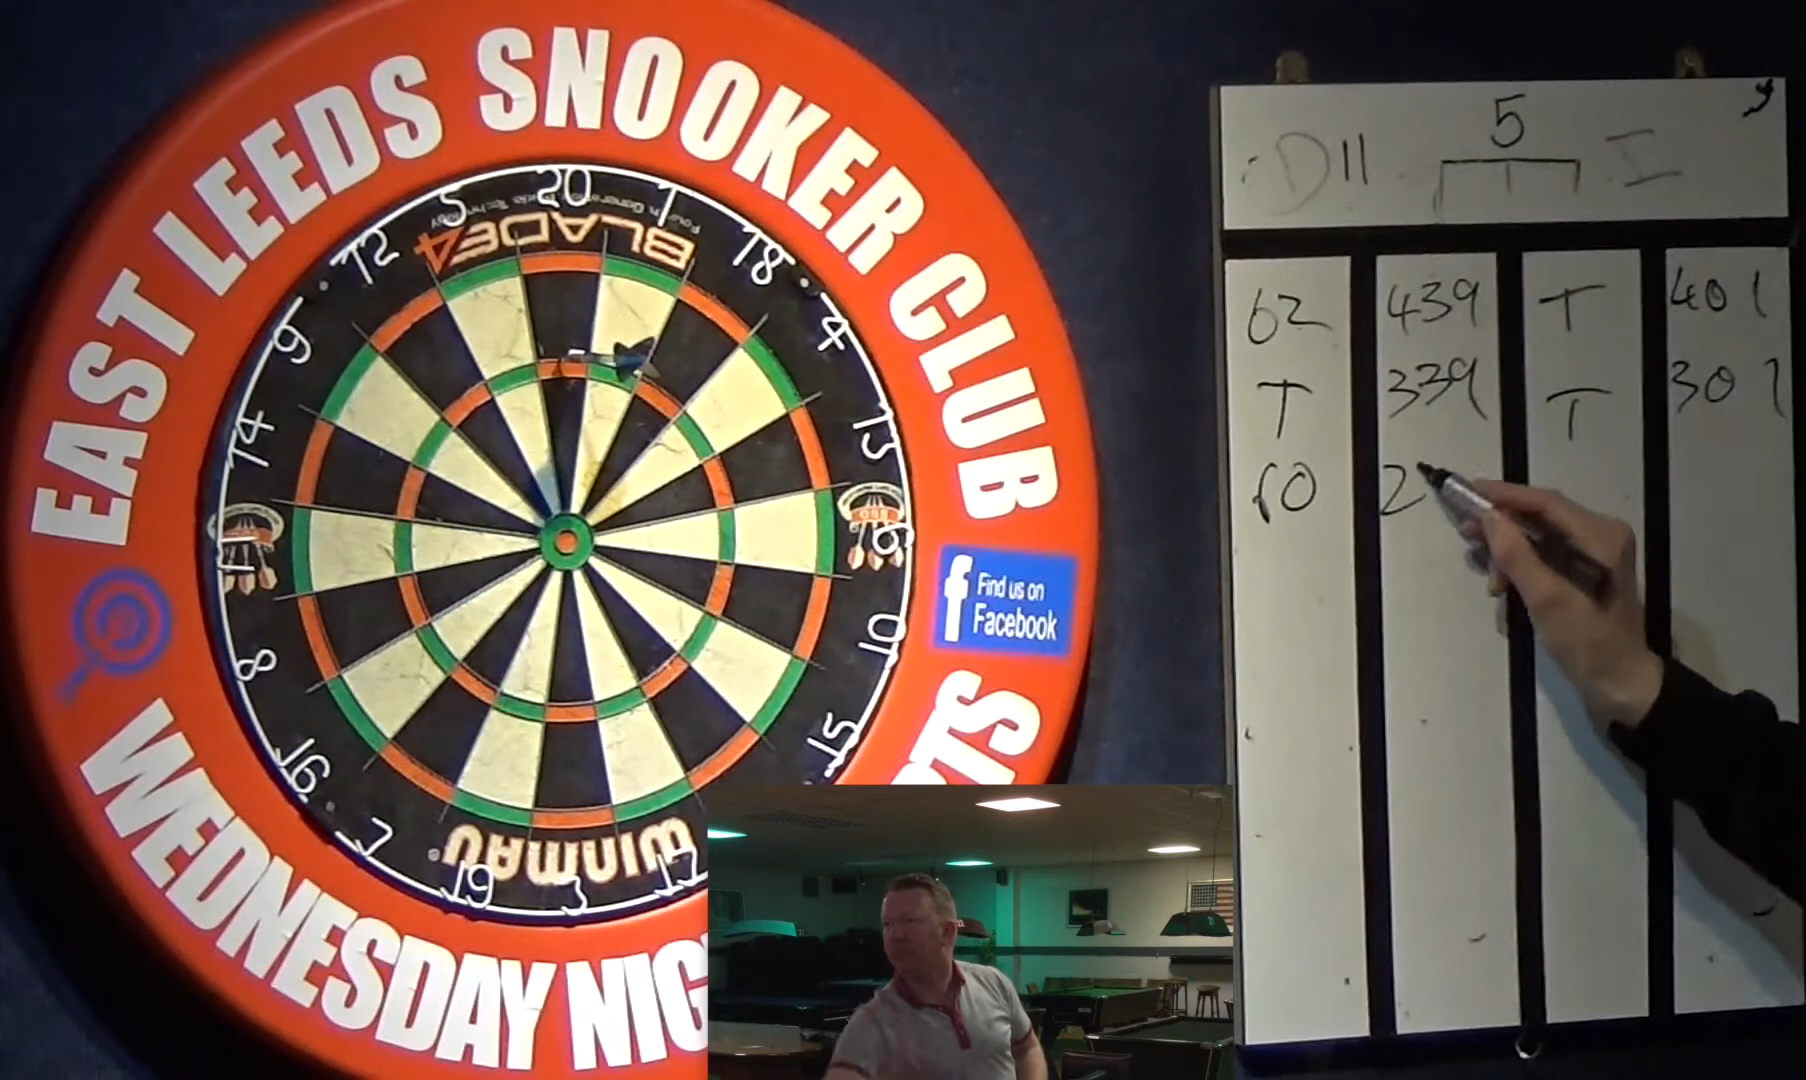 EAST LEEDS SNOOKER CLUB
WEDNESDAY NIG
RTS
Find us on
Facebook
BLADE4
WINMAU
20
1
18
4
13
6
10
15
17
3
19
7
16
8
11
14
9
12
5
5
D11 I
62 439 T 401
T 339 T 301
60 2